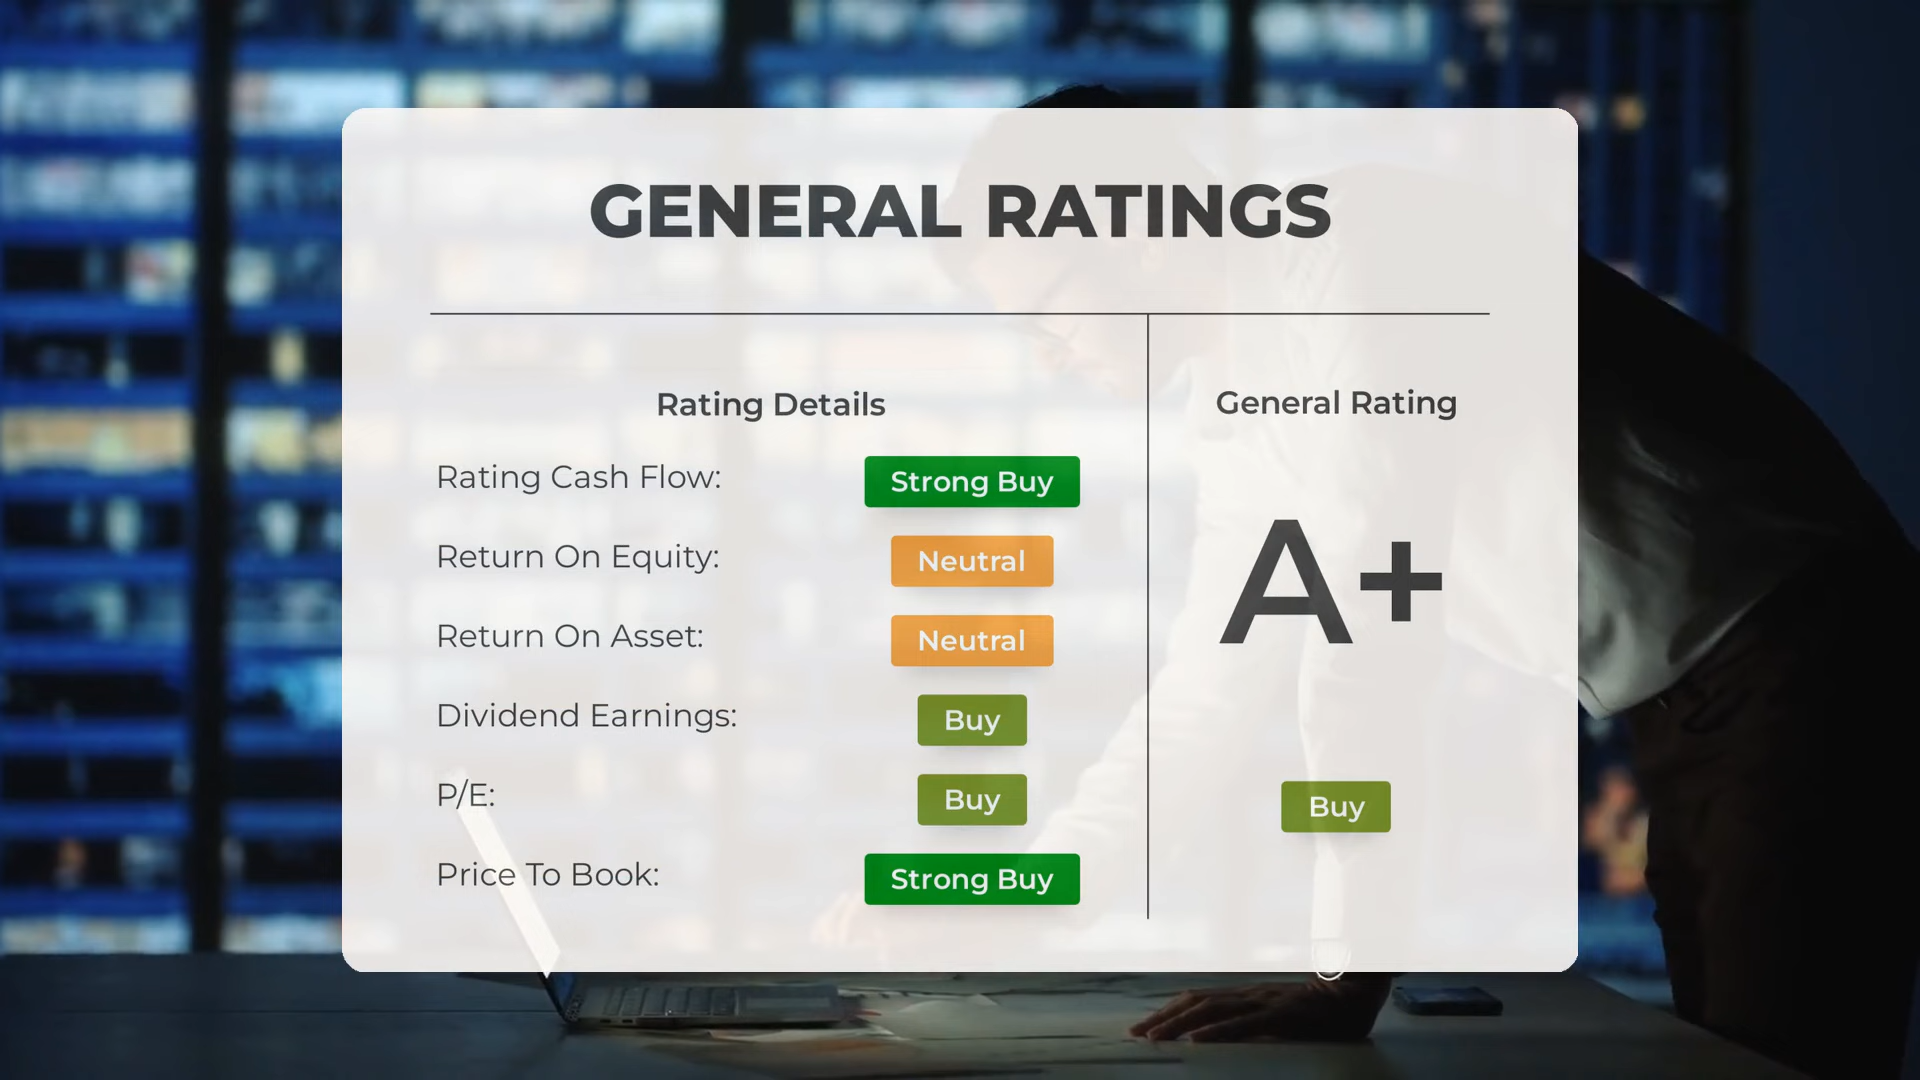 GENERAL RATINGS
Rating Details
Rating Cash Flow: Strong Buy
Return On Equity: Neutral
Return On Asset: Neutral
Dividend Earnings: Buy
P/E: Buy
Price To Book: Strong Buy
General Rating
A+
Buy